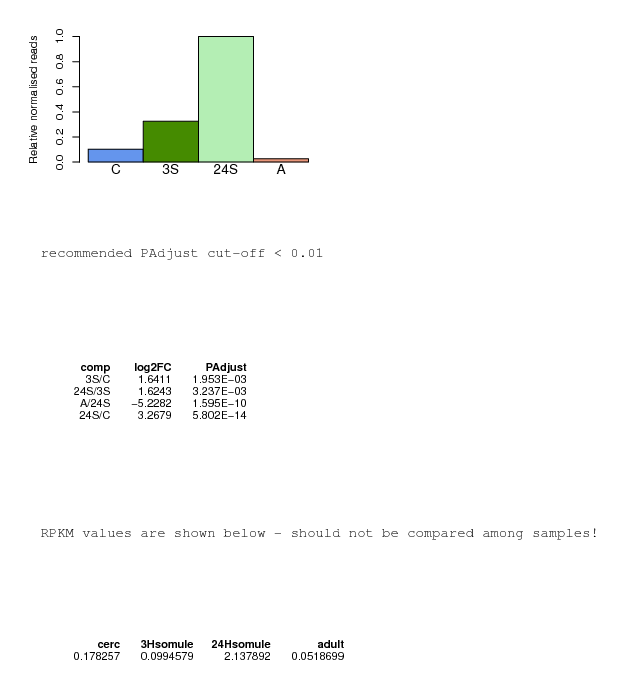 Relative normalised reads
1.0
0.8
0.6
0.4
0.2
0.0
C 3S 24S A
recommended PAdjust cut-off < 0.01
comp log2FC PAdjust
3S/C 1.6411 1.953E−03
24S/3S 1.6243 3.237E−03
A/24S −5.2282 1.595E−10
24S/C 3.2679 5.802E−14
RPKM values are shown below - should not be compared among samples!
cerc 3Hsomule 24Hsomule adult
0.178257 0.0994579 2.137892 0.0518699